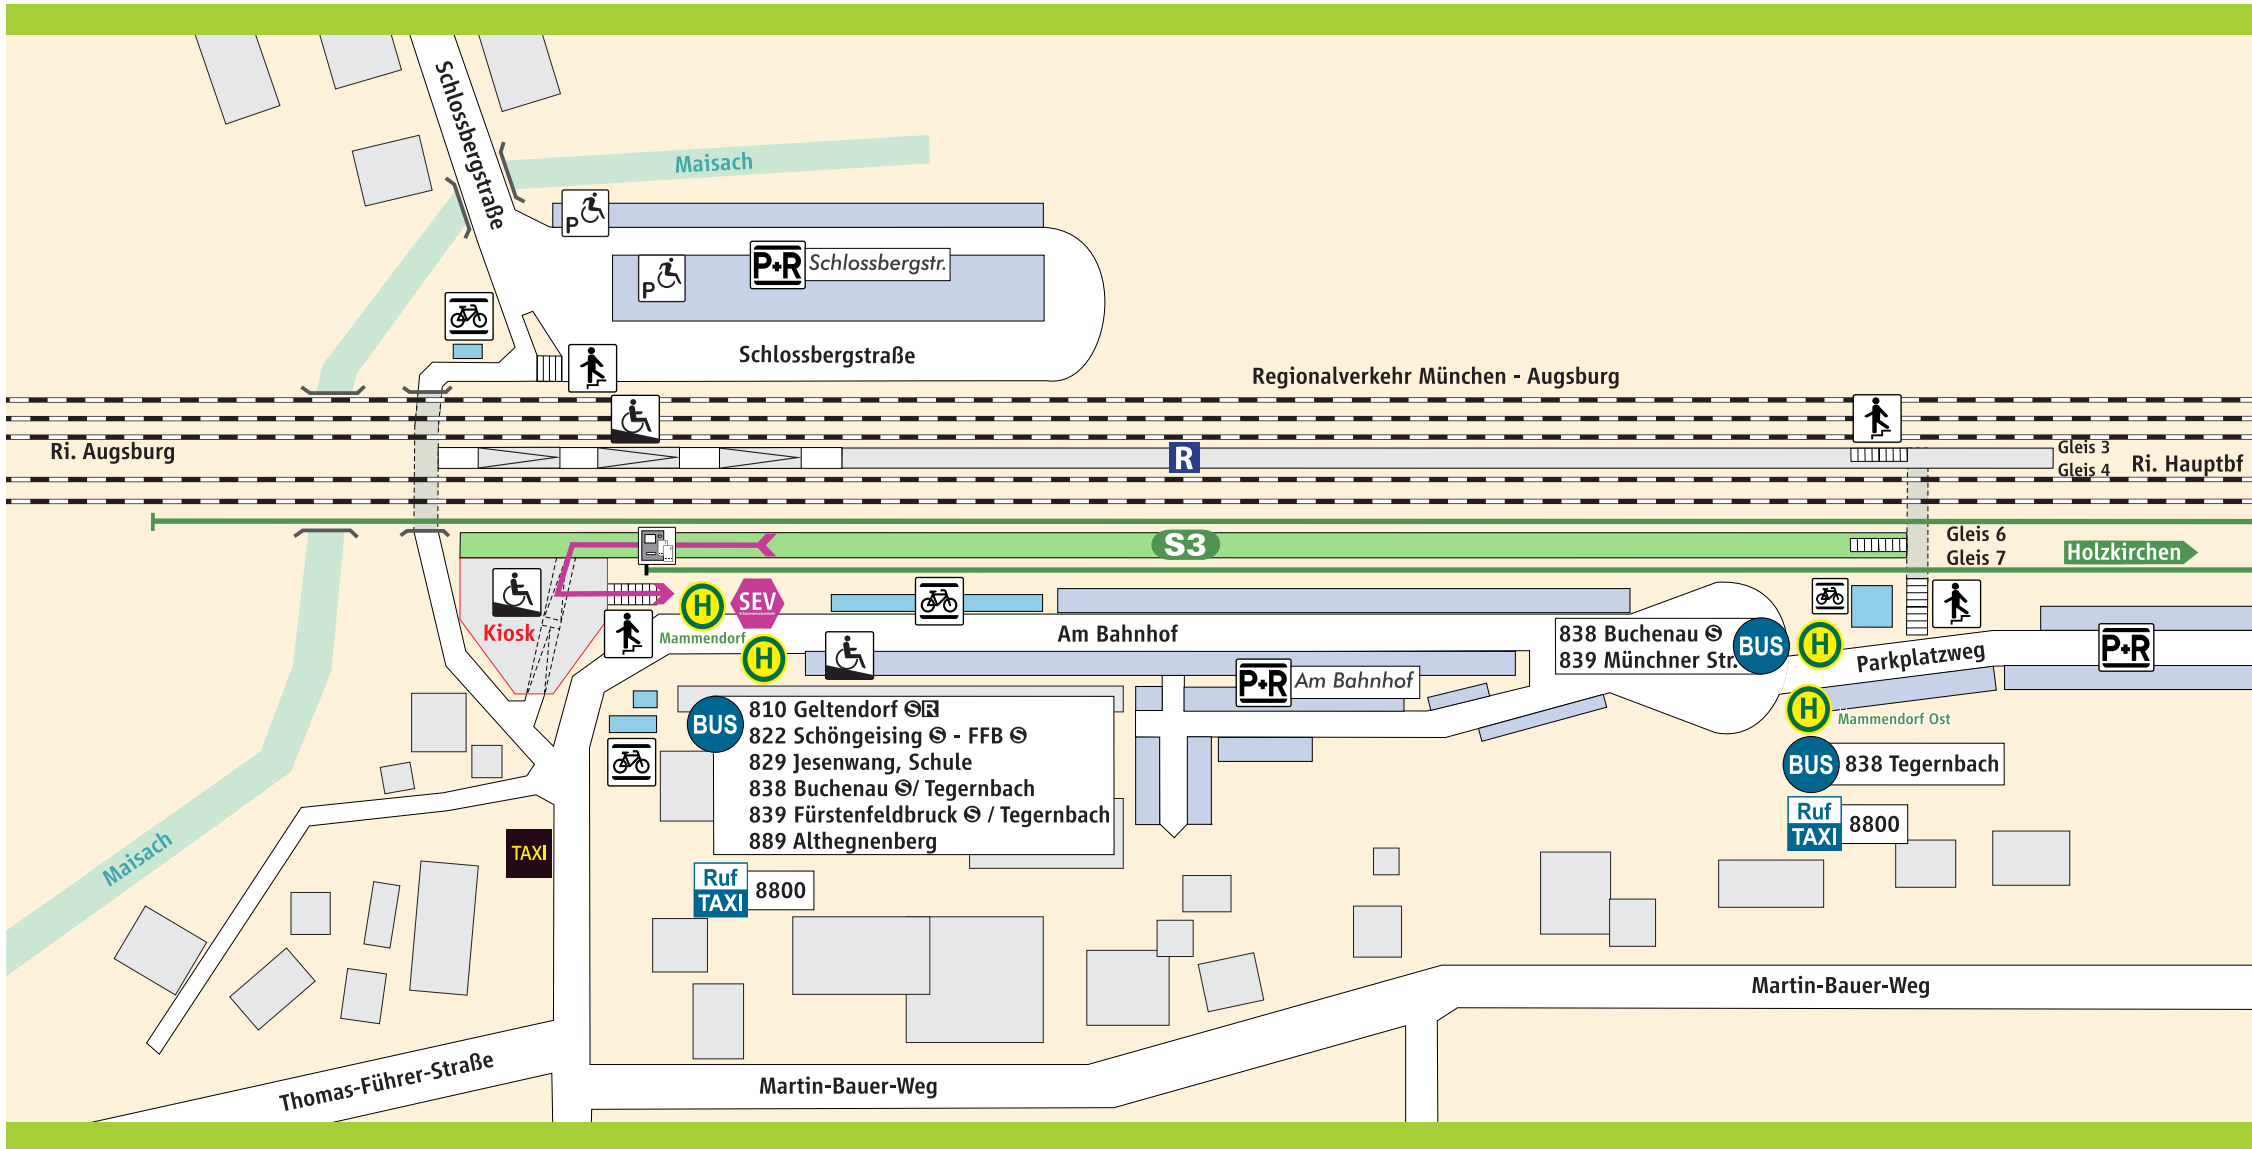 Schlossbergstraße
Maisach
P
P
P+R Schlossbergstr.
Schlossbergstraße
Regionalverkehr München - Augsburg
Ri. Augsburg
R
Gleis 3
Gleis 4
Ri. Hauptbf
S3
Gleis 6
Gleis 7
Holzkirchen
Kiosk
H
SEV
Mammendorf
H
Am Bahnhof
838 Buchenau S
839 Münchner Str.
BUS
H
Parkplatzweg
P+R
P+R Am Bahnhof
H
Mammendorf Ost
BUS
810 Geltendorf S R
822 Schöngeising S - FFB S
829 Jesenwang, Schule
838 Buchenau S/ Tegernbach
839 Fürstenfeldbruck S / Tegernbach
889 Althegnenberg
BUS 838 Tegernbach
Ruf
TAXI 8800
Maisach
TAXI
Ruf
TAXI 8800
Martin-Bauer-Weg
Thomas-Führer-Straße
Martin-Bauer-Weg